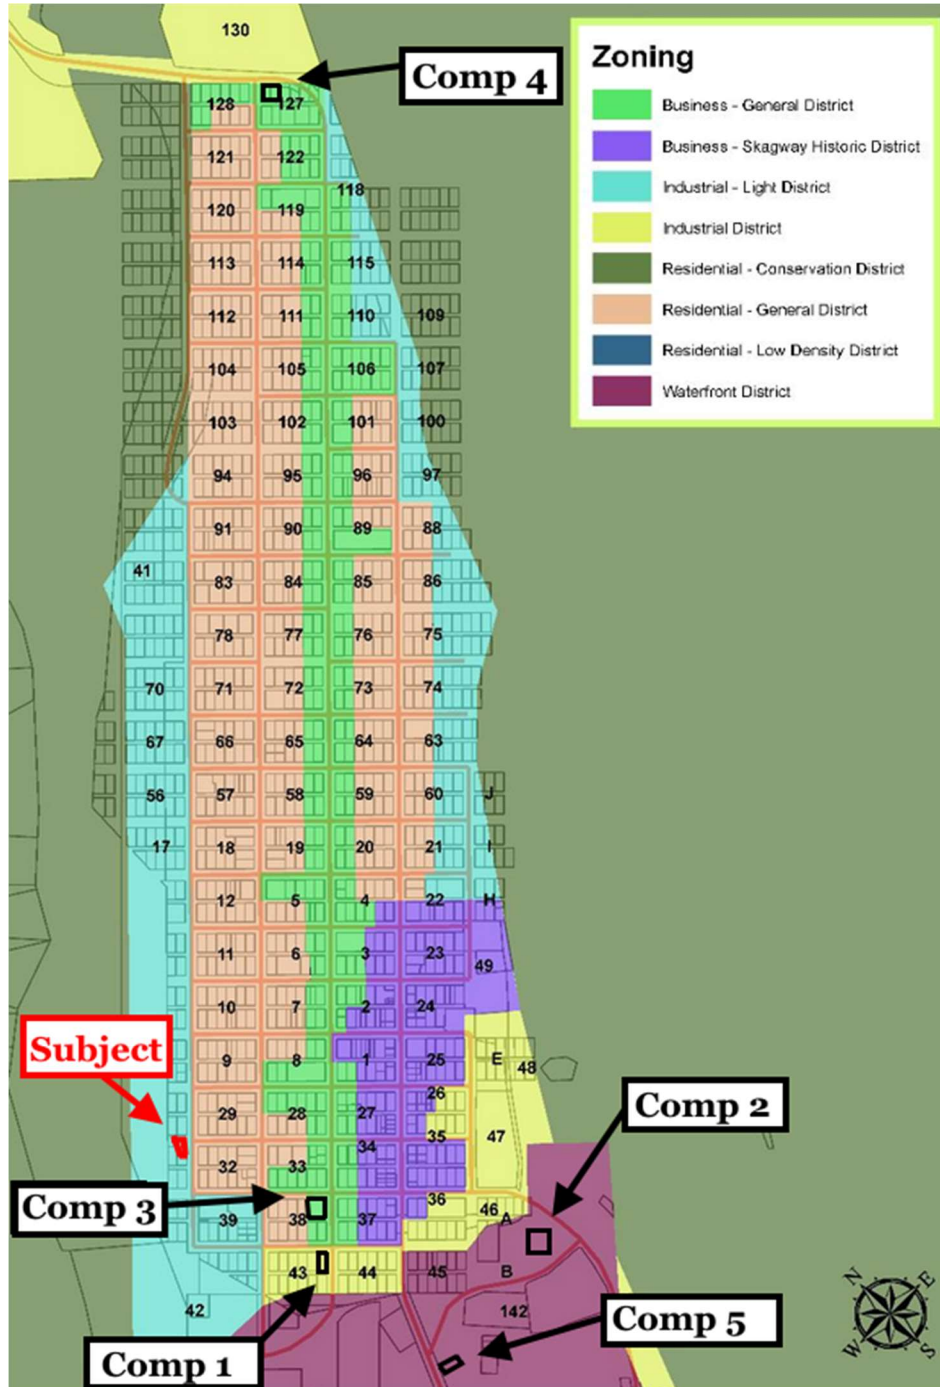 130
Comp 4
Zoning
Business - General District
Business - Skagway Historic District
Industrial - Light District
Industrial District
Residential - Conservation District
Residential - General District
Residential - Low Density District
Waterfront District
128 127
121 122
120 119 118
113 114 115
112 111 110 109
104 105 106 107
103 102 101 100
94 95 96 97
91 90 89 88
41 83 84 85 86
78 77 76 75
70 71 72 73 74
67 66 65 64 63
56 57 58 59 60 J
17 18 19 20 21 I
12 5 4 22 H
11 6 3 23 49
10 7 2 24
Subject
9 8 1 25 E 48
29 28 27 26
Comp 2
32 33 34 35 47
Comp 3
39 38 37 36 46 A
43 44 45 B
42 142
Comp 1
Comp 5
N E
W S